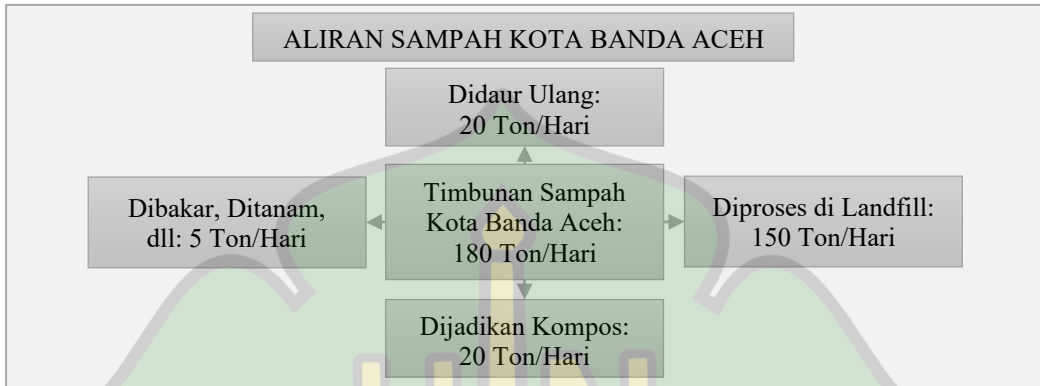 ALIRAN SAMPAH KOTA BANDA ACEH
Didaur Ulang:
20 Ton/Hari
Dibakar, Ditanam,
dll: 5 Ton/Hari
Timbunan Sampah
Kota Banda Aceh:
180 Ton/Hari
Diproses di Landfill:
150 Ton/Hari
Dijadikan Kompos:
20 Ton/Hari